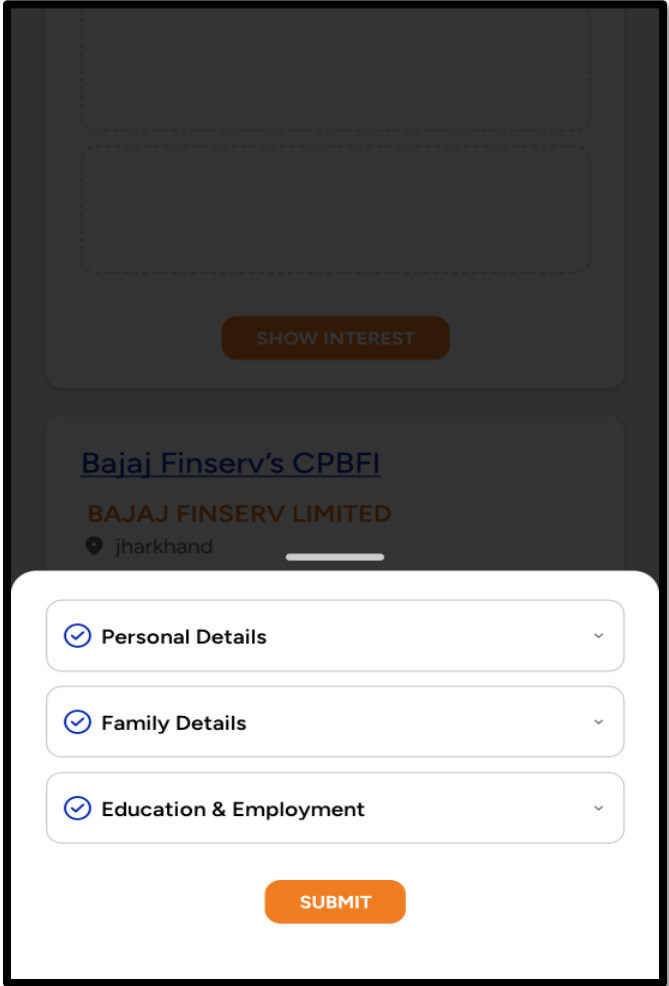 SHOW INTEREST
Bajaj Finserv’s CPBFI
BAJAJ FINSERV LIMITED
jharkhand
Personal Details
Family Details
Education & Employment
SUBMIT